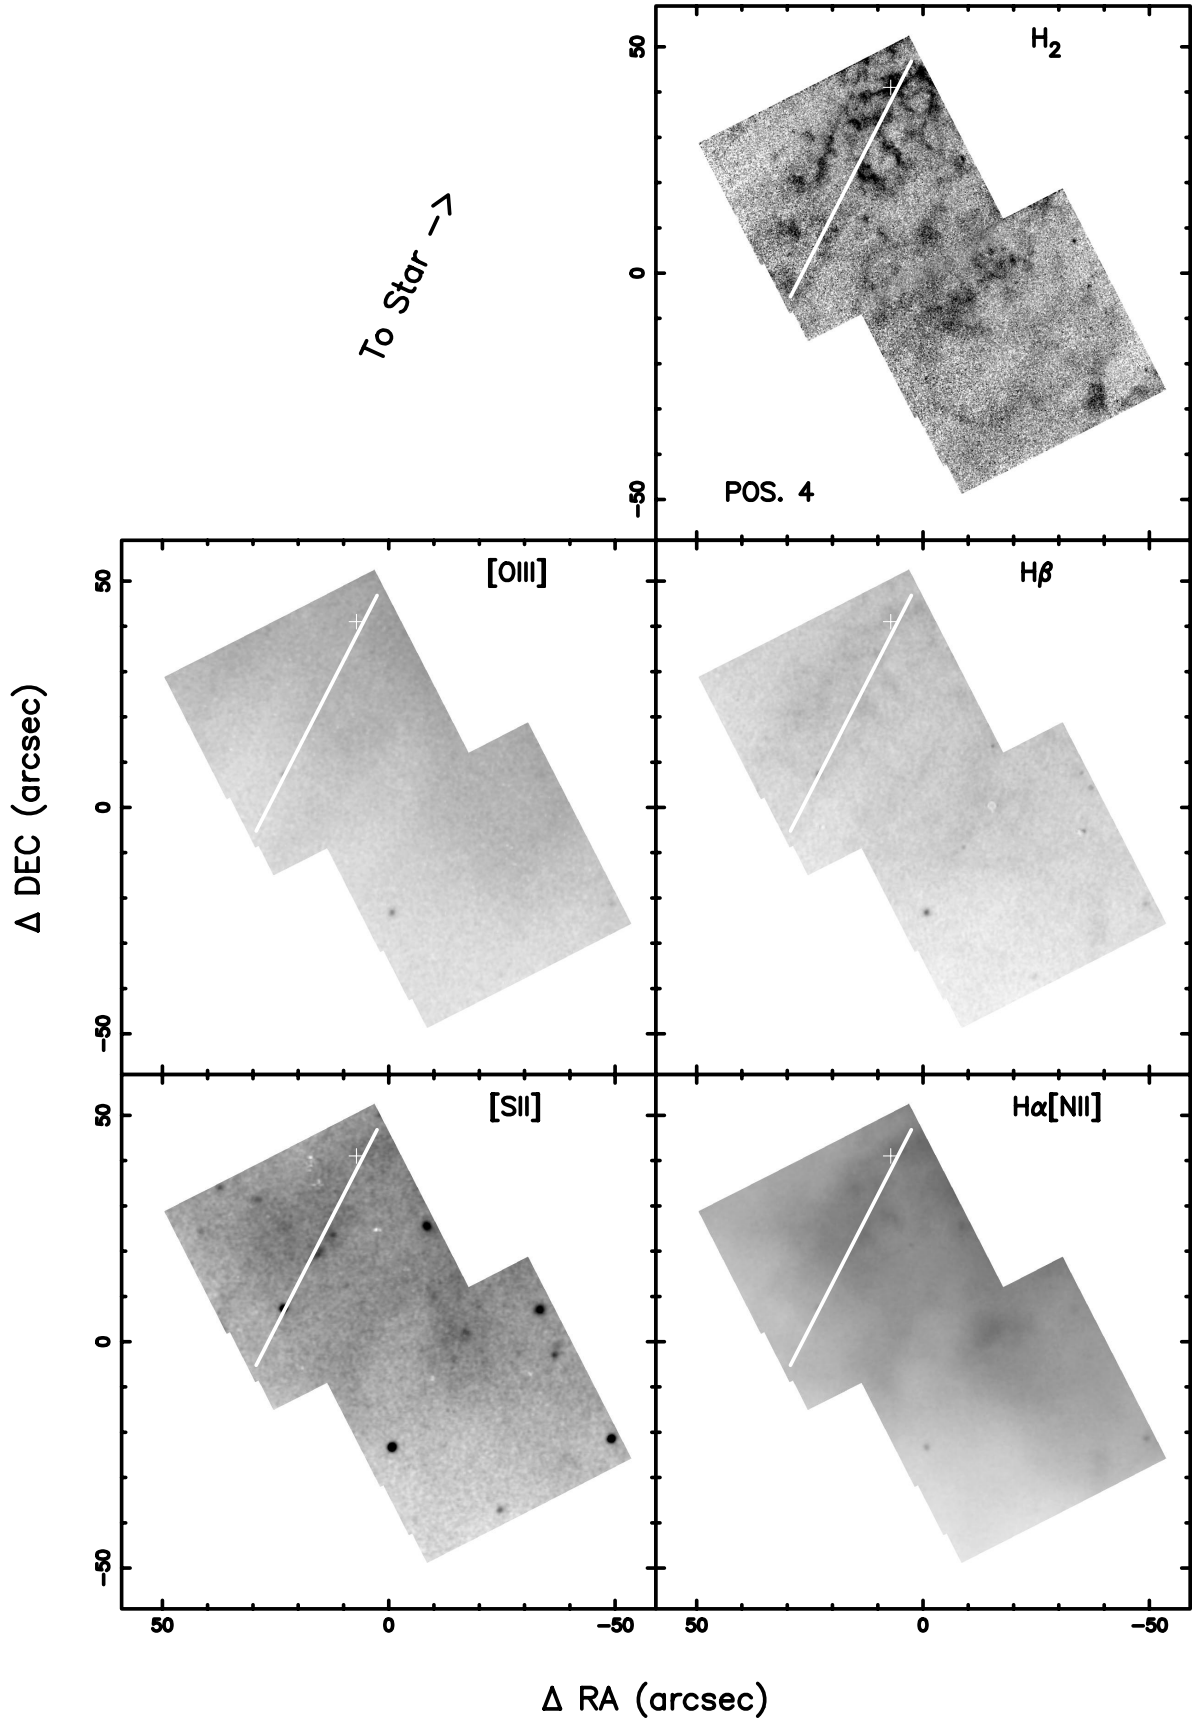 H₂
50
0
-50
To Star ->
POS. 4
[OIII]
Hβ
50
0
-50
Δ DEC (arcsec)
[SII]
Hα[NII]
50
0
-50
50 0 -50 50 0 -50
Δ RA (arcsec)